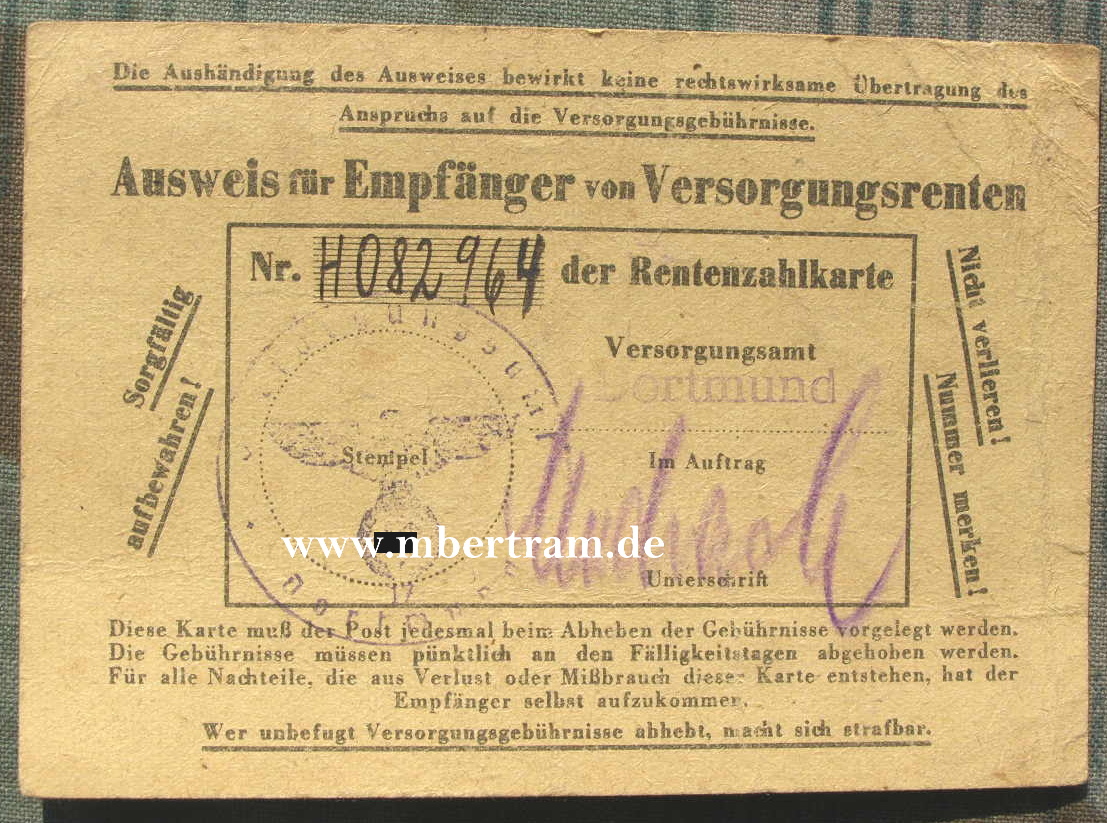 Die Aushändigung des Ausweises bewirkt keine rechtswirksame Übertragung des
Anspruchs auf die Versorgungsgebührnisse.
Ausweis für Empfänger von Versorgungsrenten
Nr. H082964 der Rentenzahlkarte
Sorgfältig
aufbewahren!
Versorgungsamt
Dortmund
Stempel
Im Auftrag
Unterschrift
17
Nicht verlieren!
Nummer merken!
www.mbertram.de
Diese Karte muß der Post jedesmal beim Abheben der Gebührnisse vorgelegt werden.
Die Gebührnisse müssen pünktlich an den Fälligkeitstagen abgehoben werden.
Für alle Nachteile, die aus Verlust oder Mißbrauch dieser Karte entstehen, hat der
Empfänger selbst aufzukommen.
Wer unbefugt Versorgungsgebührnisse abhebt, macht sich strafbar.